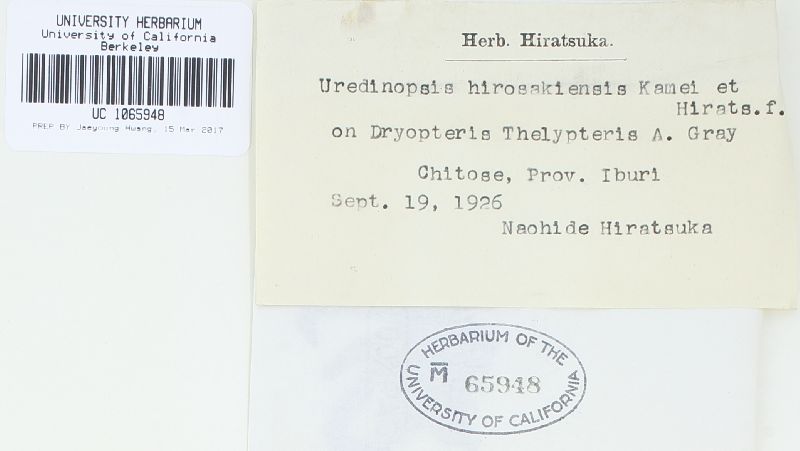 UNIVERSITY HERBARIUM
University of California
Berkeley
UC 1065948
PREP BY Jaeyoung Hwang, 15 Mar 2017
Herb. Hiratsuka.
Uredinopsis hirosakiensis Kamei et
Hirats.f.
on Dryopteris Thelypteris A. Gray
Chitose, Prov. Iburi
Sept. 19, 1926
Naohide Hiratsuka
HERBARIUM OF THE
M̅ 65948
UNIVERSITY OF CALIFORNIA